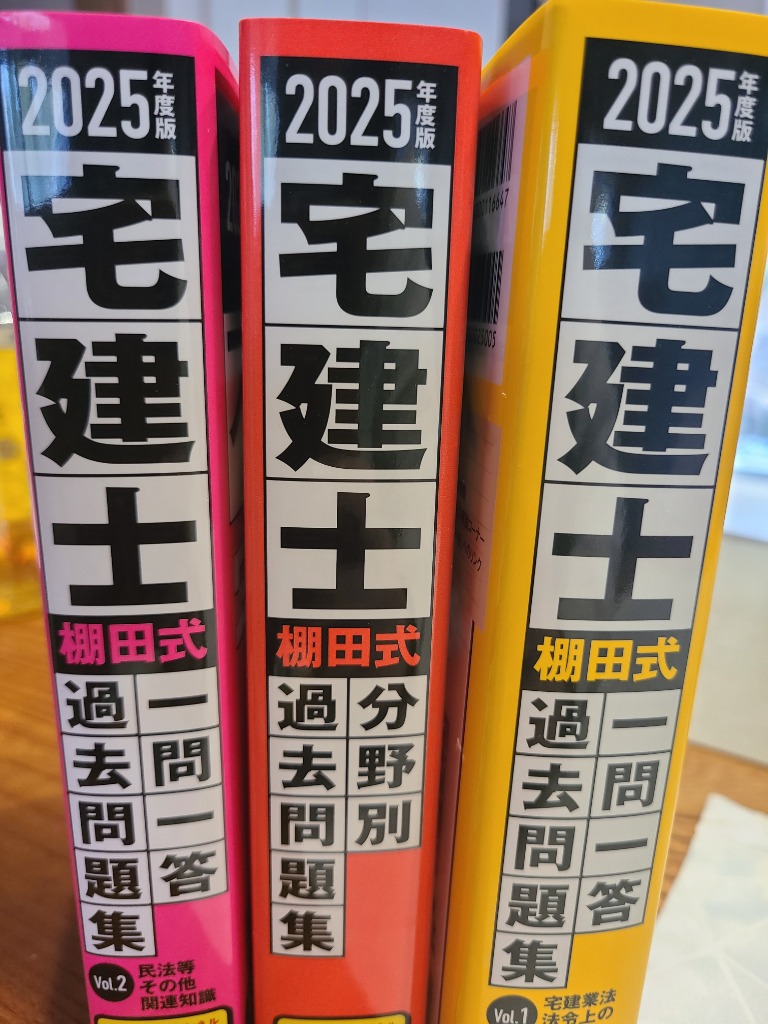 2025年度版
宅建士
棚田式
一問一答
過去問題集
Vol.2
民法等
その他
関連知識
2025年度版
宅建士
棚田式
分野別
過去問題集
2025年度版
宅建士
棚田式
一問一答
過去問題集
Vol.1
宅建業法
法令上の